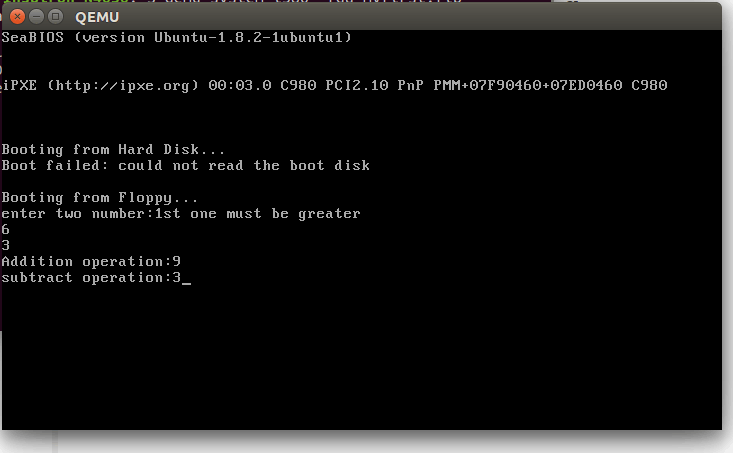 QEMU
SeaBIOS (version Ubuntu-1.8.2-1ubuntu1)
iPXE (http://ipxe.org) 00:03.0 C980 PCI2.10 PnP PMM+07F90460+07ED0460 C980
Booting from Hard Disk...
Boot failed: could not read the boot disk
Booting from Floppy...
enter two number:1st one must be greater
6
3
Addition operation:9
subtract operation:3_